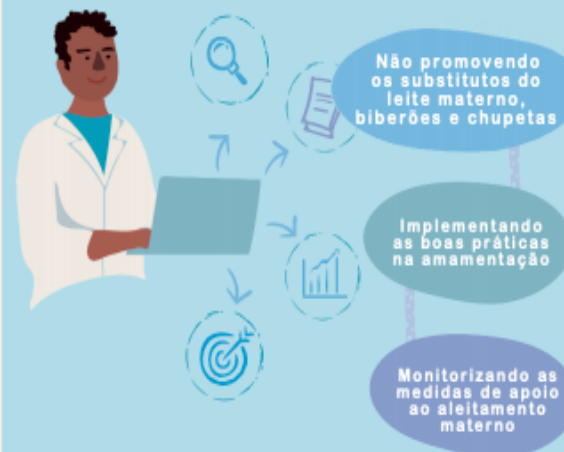 Não promovendo
os substitutos do
leite materno,
biberões e chupetas
Implementando
as boas práticas
na amamentação
Monitorizando as
medidas de apoio
ao aleitamento
materno